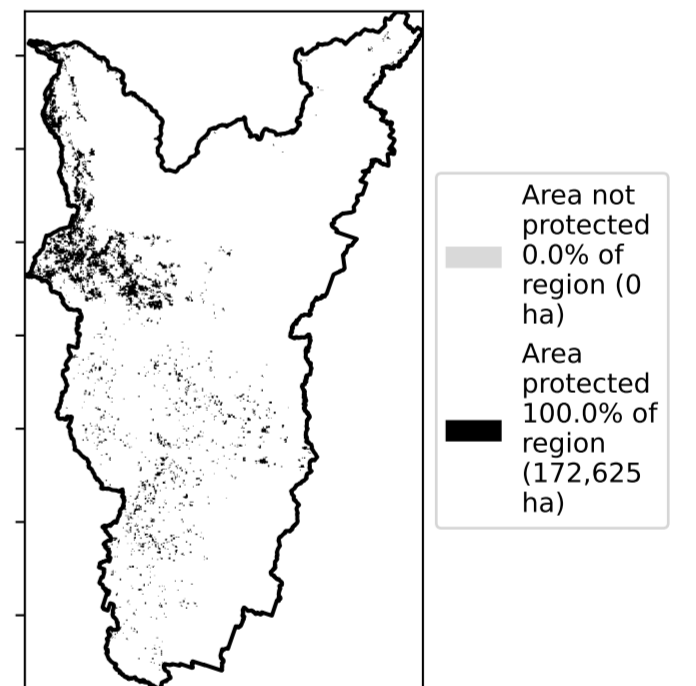 Area not
protected
0.0% of
region (0
ha)
Area
protected
100.0% of
region
(172,625
ha)